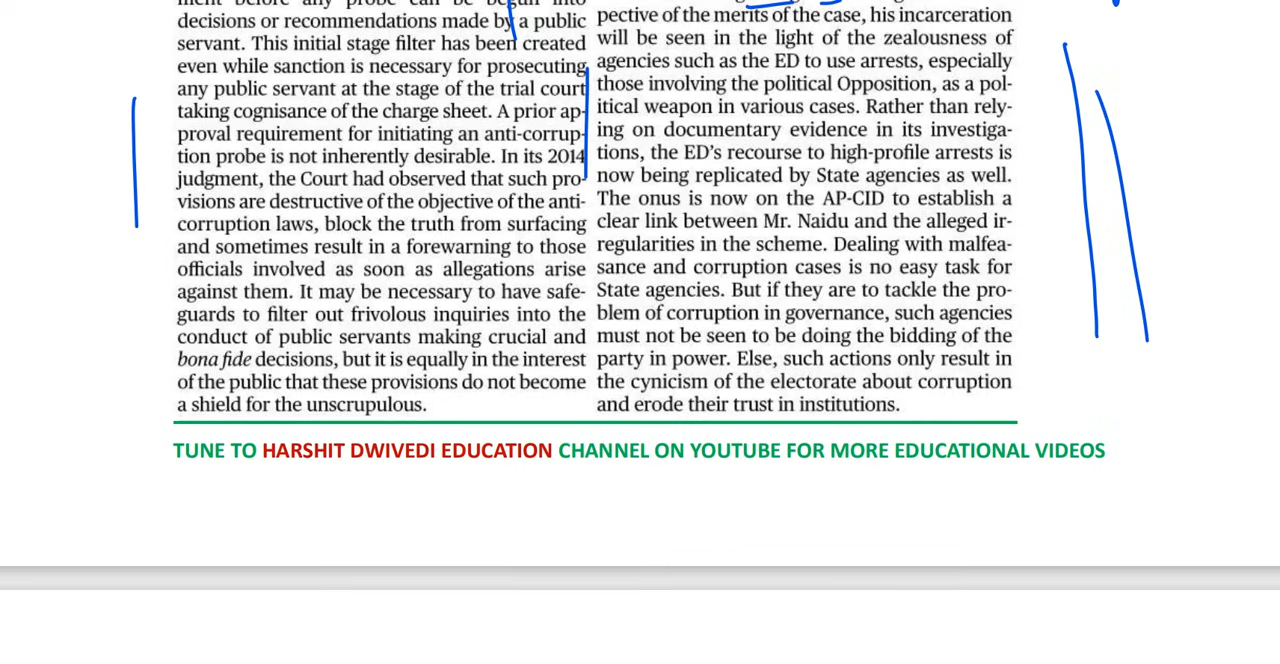 ment before any probe can be begun into
decisions or recommendations made by a public
servant. This initial stage filter has been created
even while sanction is necessary for prosecuting
any public servant at the stage of the trial court
taking cognisance of the charge sheet. A prior ap-
proval requirement for initiating an anti-corrup-
tion probe is not inherently desirable. In its 2014
judgment, the Court had observed that such pro-
visions are destructive of the objective of the anti-
corruption laws, block the truth from surfacing
and sometimes result in a forewarning to those
officials involved as soon as allegations arise
against them. It may be necessary to have safe-
guards to filter out frivolous inquiries into the
conduct of public servants making crucial and
bona fide decisions, but it is equally in the interest
of the public that these provisions do not become
a shield for the unscrupulous.
pective of the merits of the case, his incarceration
will be seen in the light of the zealousness of
agencies such as the ED to use arrests, especially
those involving the political Opposition, as a pol-
itical weapon in various cases. Rather than rely-
ing on documentary evidence in its investiga-
tions, the ED's recourse to high-profile arrests is
now being replicated by State agencies as well.
The onus is now on the AP-CID to establish a
clear link between Mr. Naidu and the alleged ir-
regularities in the scheme. Dealing with malfea-
sance and corruption cases is no easy task for
State agencies. But if they are to tackle the pro-
blem of corruption in governance, such agencies
must not be seen to be doing the bidding of the
party in power. Else, such actions only result in
the cynicism of the electorate about corruption
and erode their trust in institutions.
TUNE TO HARSHIT DWIVEDI EDUCATION CHANNEL ON YOUTUBE FOR MORE EDUCATIONAL VIDEOS